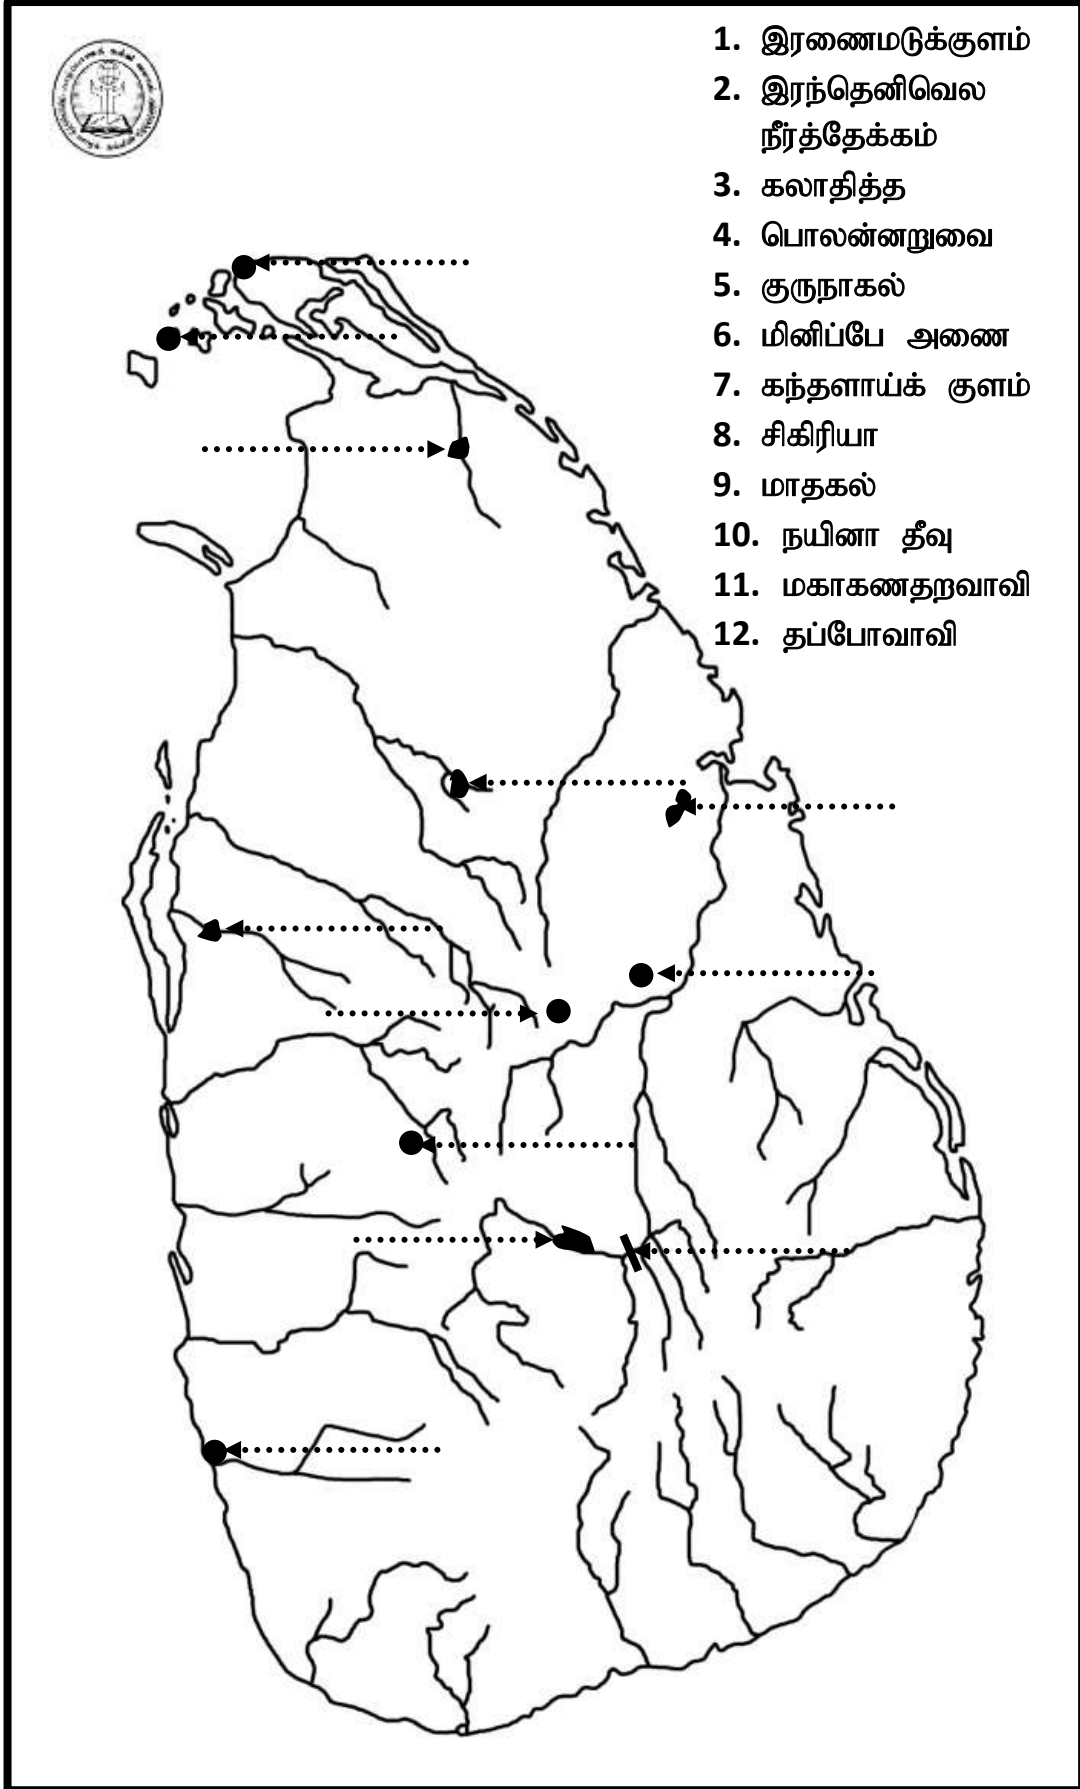 1. இரணைமடுக்குளம்
2. இரந்தெனிவெல
நீர்த்தேக்கம்
3. கலாதித்த
4. பொலன்னறுவை
5. குருநாகல்
6. மினிப்பே அணை
7. கந்தளாய்க் குளம்
8. சிகிரியா
9. மாதகல்
10. நயினா தீவு
11. மகாகணதறவாவி
12. தப்போவாவி